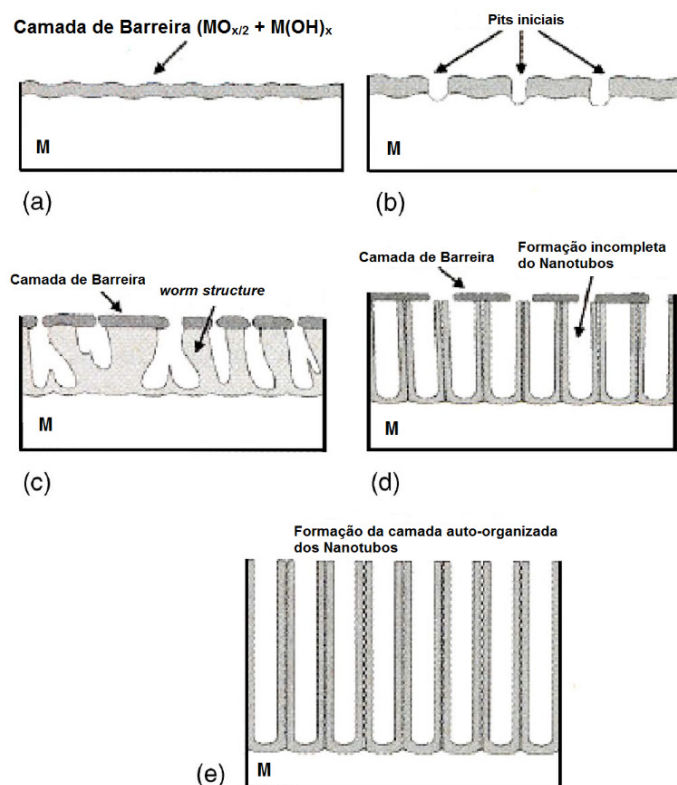 Camada de Barreira (MOx/2 + M(OH)x
M
(a)
Pits iniciais
M
(b)
Camada de Barreira
worm structure
M
(c)
Camada de Barreira
Formação incompleta
do Nanotubos
M
(d)
Formação da camada auto-organizada
dos Nanotubos
M
(e)